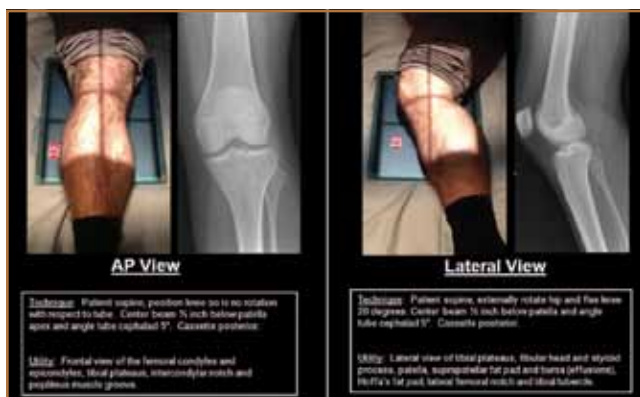 AP View
Technique: Patient supine, position knee so is no rotation
with respect to tube. Center beam ½ inch below patella
apex and angle tube cephalad 5°. Cassette posterior.
Utility: Frontal view of the femoral condyles and
epicondyles, tibial plateaus, intercondylar notch and
popliteus muscle groove.
Lateral View
Technique: Patient supine, externally rotate hip and flex knee
20 degrees. Center beam ½ inch below patella and angle
tube cephalad 5°. Cassette posterior.
Utility: Lateral view of tibial plateaus, fibular head and styloid
process, patella, suprapatellar fat pad and bursa (effusions),
Hoffa's fat pad, lateral femoral notch and tibial tubercle.